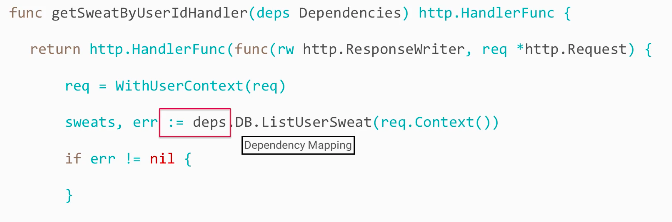 func getSweatByUserIdHandler(deps Dependencies) http.HandlerFunc {
return http.HandlerFunc(func(rw http.ResponseWriter, req *http.Request) {
req = WithUserContext(req)
sweats, err := deps.DB.ListUserSweat(req.Context())
Dependency Mapping
if err != nil {
}